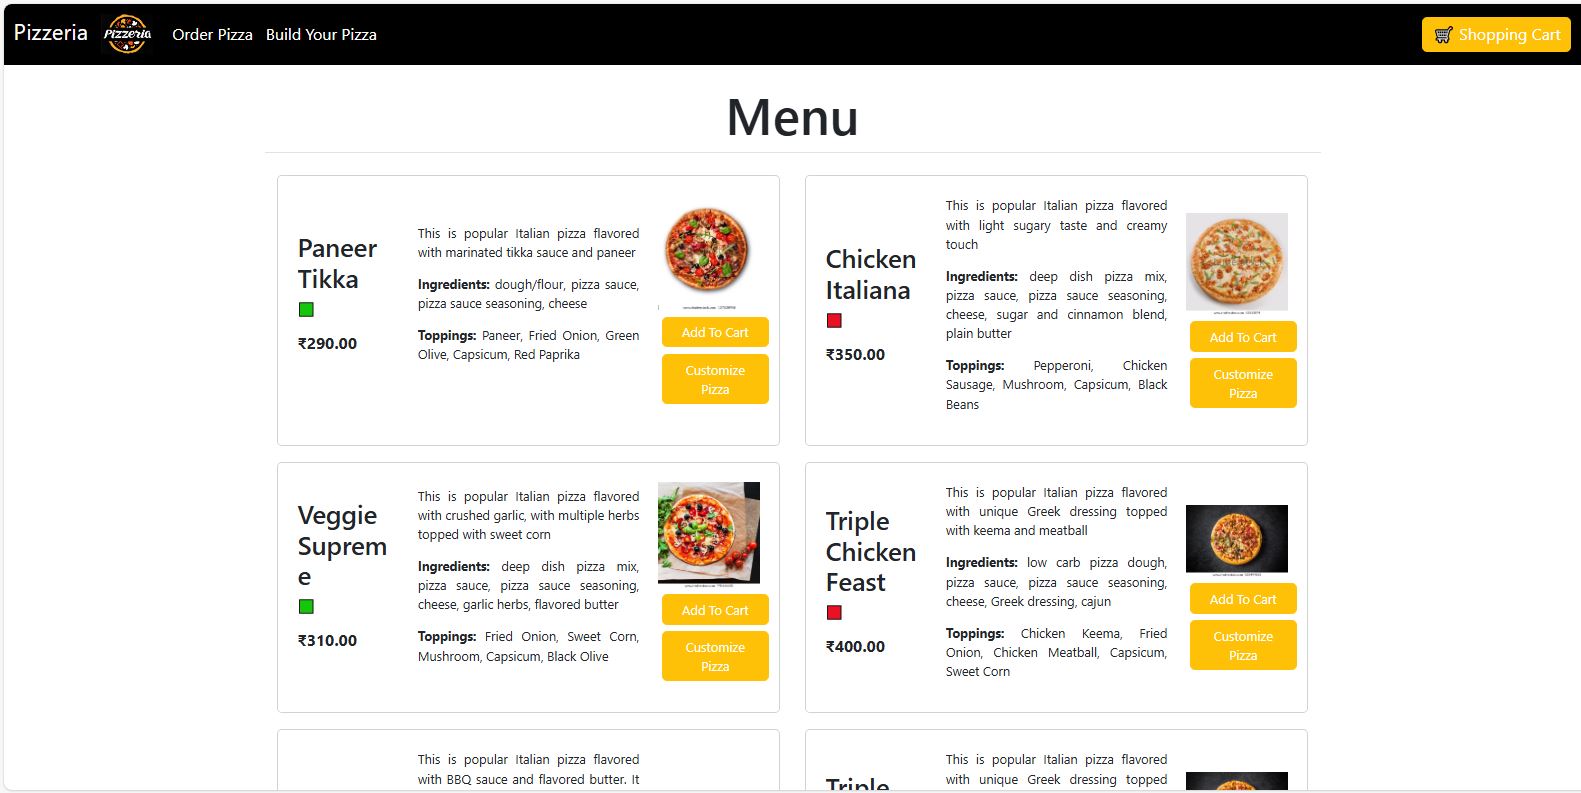 Pizzeria
Pizzeria
Order Pizza
Build Your Pizza
Shopping Cart
Menu
Paneer
Tikka
₹290.00
This is popular Italian pizza flavored
with marinated tikka sauce and paneer
Ingredients: dough/flour, pizza sauce,
pizza sauce seasoning, cheese
Toppings: Paneer, Fried Onion, Green
Olive, Capsicum, Red Paprika
Add To Cart
Customize
Pizza
Chicken
Italiana
₹350.00
This is popular Italian pizza flavored
with light sugary taste and creamy
touch
Ingredients: deep dish pizza mix,
pizza sauce, pizza sauce seasoning,
cheese, sugar and cinnamon blend,
plain butter
Toppings: Pepperoni, Chicken
Sausage, Mushroom, Capsicum, Black
Beans
Add To Cart
Customize
Pizza
Veggie
Suprem
e
₹310.00
This is popular Italian pizza flavored
with crushed garlic, with multiple herbs
topped with sweet corn
Ingredients: deep dish pizza mix,
pizza sauce, pizza sauce seasoning,
cheese, garlic herbs, flavored butter
Toppings: Fried Onion, Sweet Corn,
Mushroom, Capsicum, Black Olive
Add To Cart
Customize
Pizza
Triple
Chicken
Feast
₹400.00
This is popular Italian pizza flavored
with unique Greek dressing topped
with keema and meatball
Ingredients: low carb pizza dough,
pizza sauce, pizza sauce seasoning,
cheese, Greek dressing, cajun
Toppings: Chicken Keema, Fried
Onion, Chicken Meatball, Capsicum,
Sweet Corn
Add To Cart
Customize
Pizza
This is popular Italian pizza flavored
with BBQ sauce and flavored butter. It
Triple
This is popular Italian pizza flavored
with unique Greek dressing topped